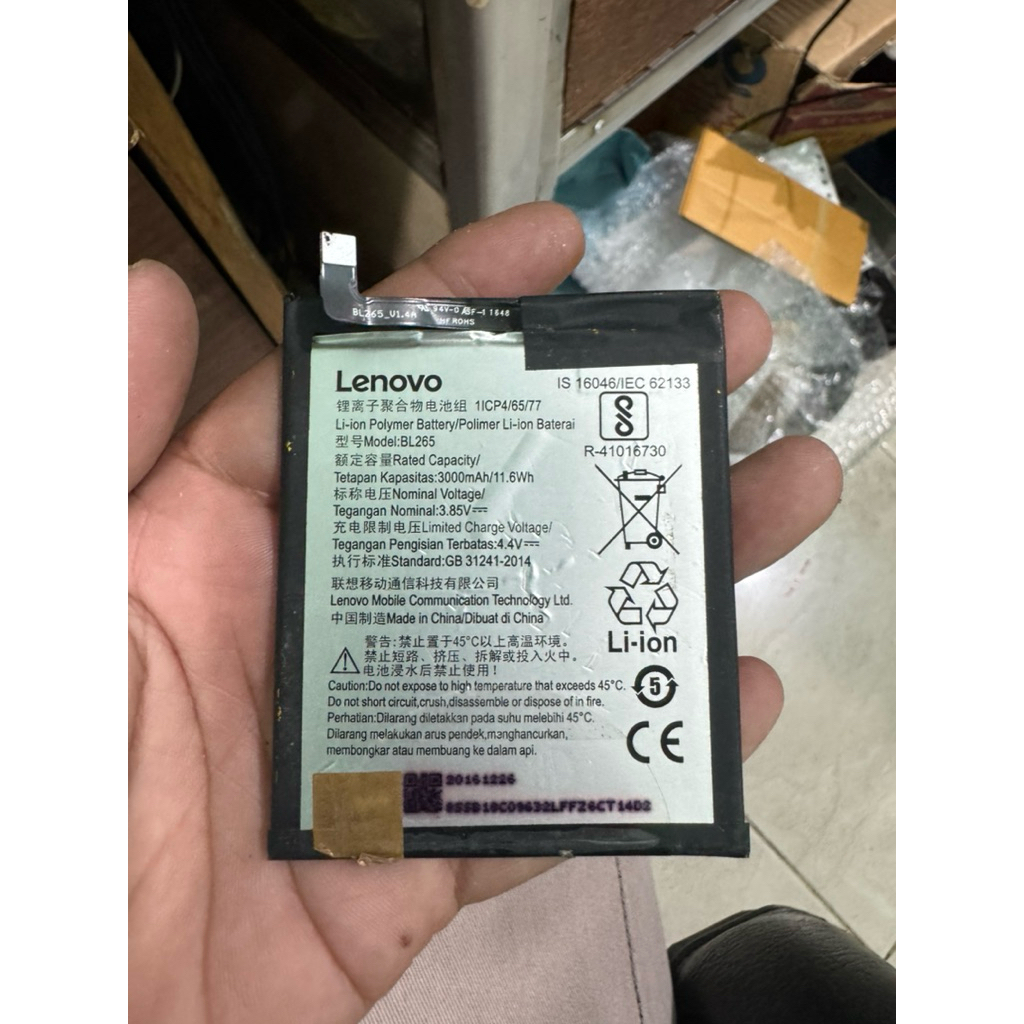 BL265_V1.4A 94V-0 1648
HF ROHS
Lenovo
IS 16046/IEC 62133
锂离子聚合物电池组 1ICP4/65/77
Li-ion Polymer Battery/Polimer Li-ion Baterai
型号Model:BL265
R-41016730
额定容量Rated Capacity/
Tetapan Kapasitas:3000mAh/11.6Wh
标称电压Nominal Voltage/
Tegangan Nominal:3.85V⎓
充电限制电压Limited Charge Voltage/
Tegangan Pengisian Terbatas:4.4V⎓
执行标准Standard:GB 31241-2014
联想移动通信科技有限公司
Lenovo Mobile Communication Technology Ltd.
中国制造Made in China/Dibuat di China
Li-ion
警告:禁止置于45°C以上高温环境。
禁止短路、挤压、拆解或投入火中。
电池浸水后禁止使用！
Caution:Do not expose to high temperature that exceeds 45°C.
Do not short circuit,crush,disassemble or dispose of in fire.
Perhatian:Dilarang diletakkan pada suhu melebihi 45°C.
Dilarang melakukan arus pendek,manghancurkan,
membongkar atau membuang ke dalam api.
5
CE
20161226